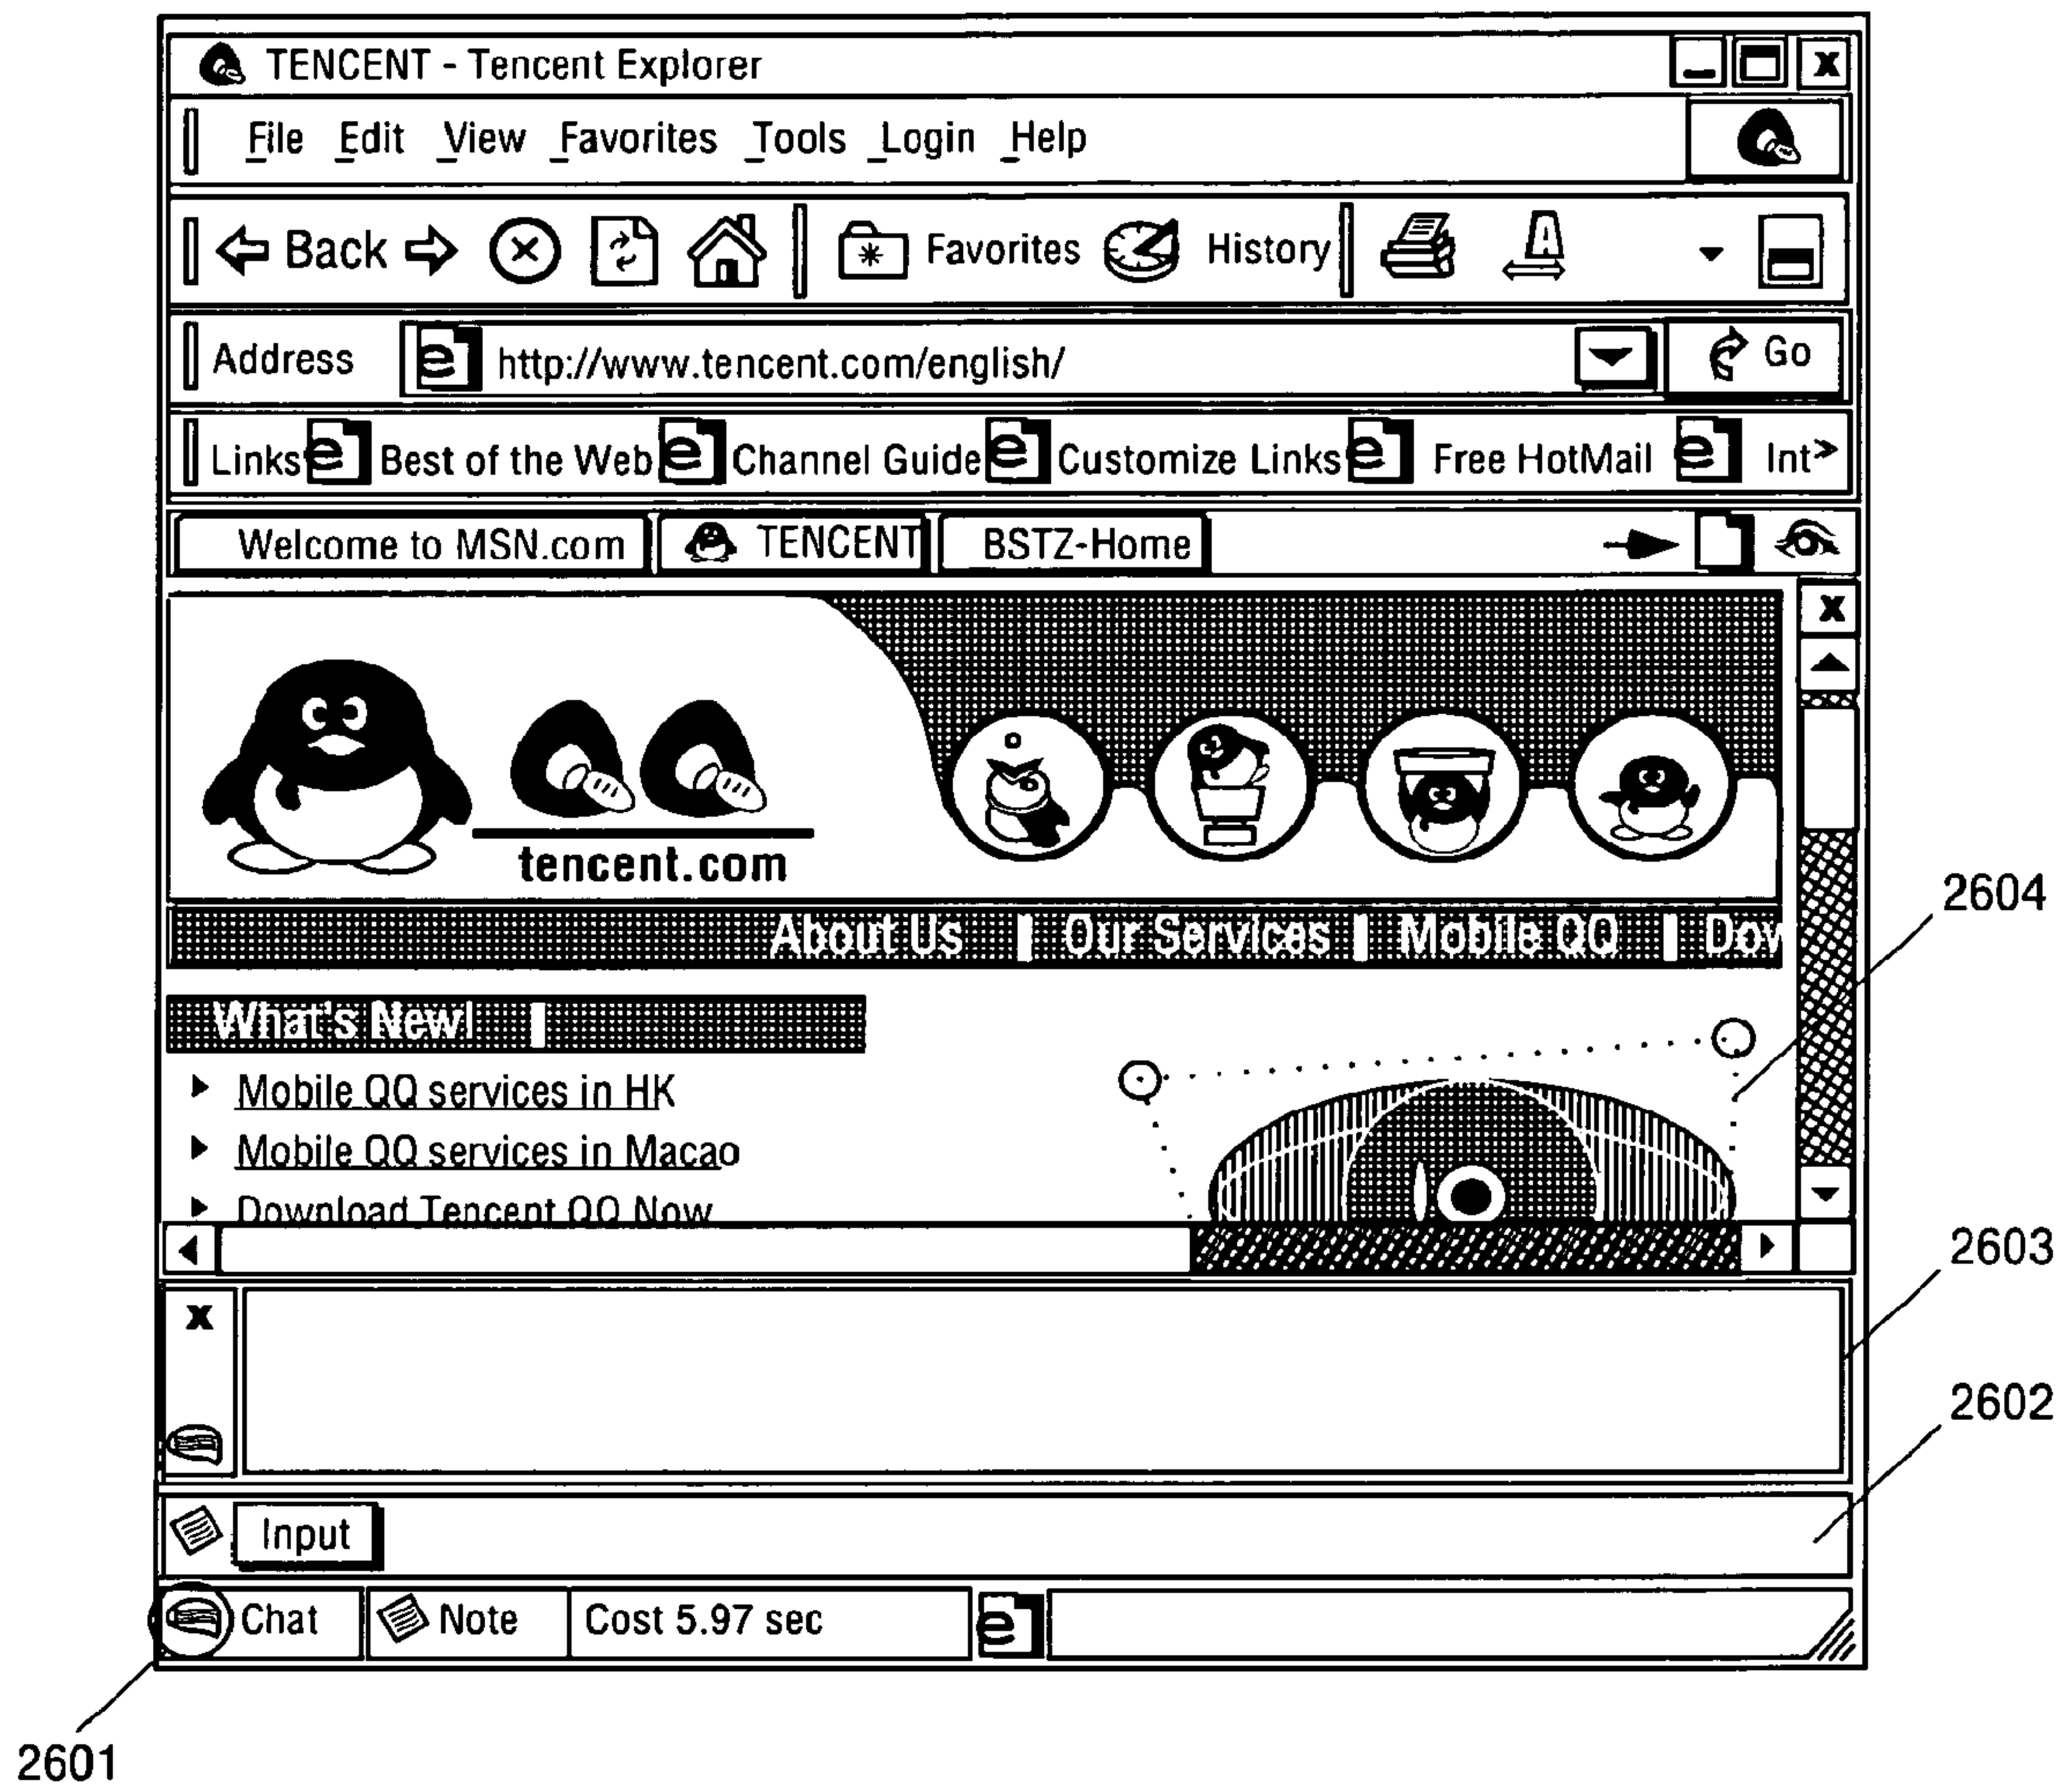 TENCENT - Tencent Explorer
File Edit View Favorites Tools Login Help
Back Favorites History
Address http://www.tencent.com/english/ Go
Links Best of the Web Channel Guide Customize Links Free HotMail Int>
Welcome to MSN.com TENCENT BSTZ-Home
tencent.com
About Us Our Services Mobile QQ Dow
2604
What's New!
Mobile QQ services in HK
Mobile QQ services in Macao
Download Tencent QQ Now
2603
2602
Input
Chat Note Cost 5.97 sec
2601